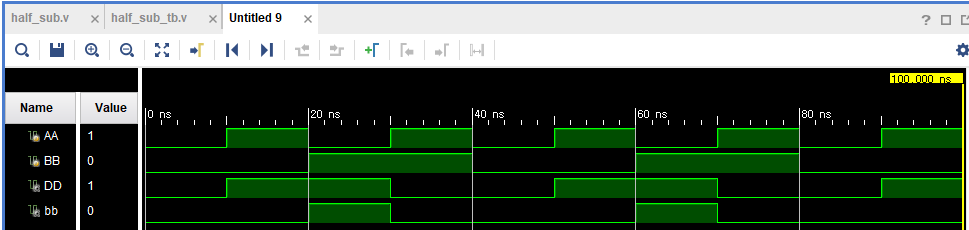 half_sub.v × half_sub_tb.v × Untitled 9 ×
?
100.000 ns
Name Value
0 ns 20 ns 40 ns 60 ns 80 ns
AA 1
BB 0
DD 1
bb 0